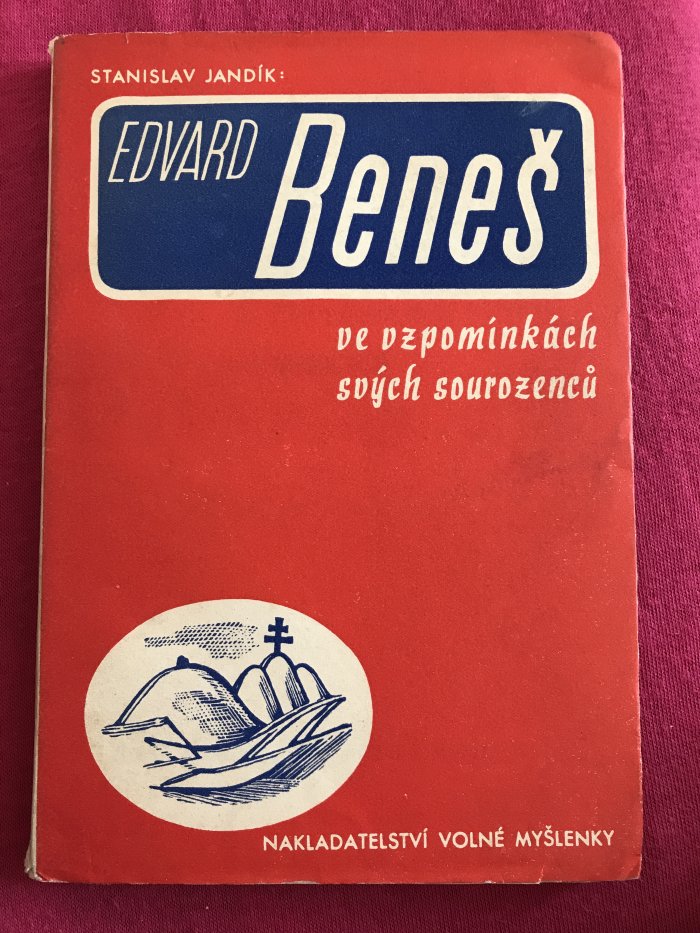 STANISLAV JANDÍK:
EDVARD
Beneš
ve vzpomínkách
svých sourozenců
NAKLADATELSTVÍ VOLNÉ MYŠLENKY